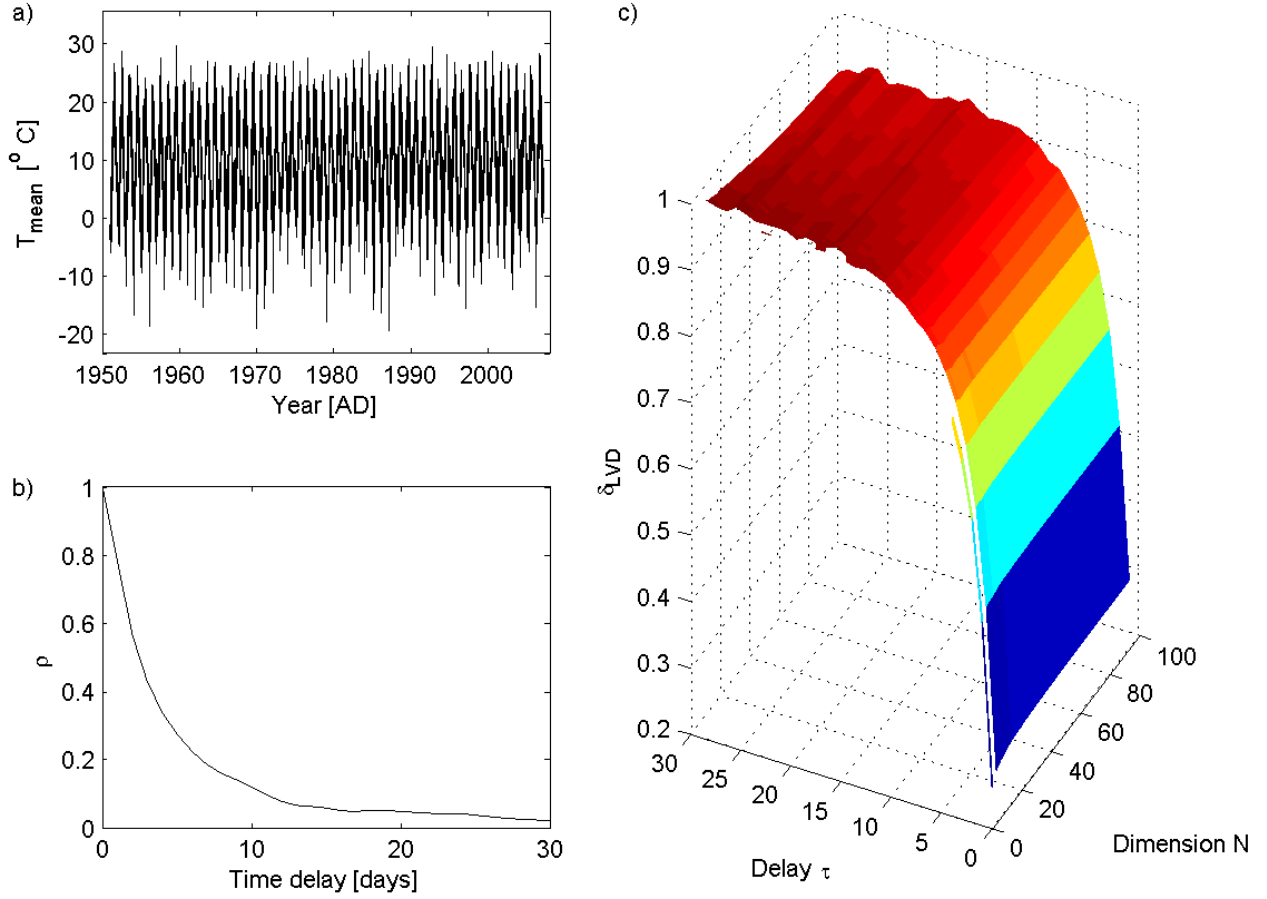 a)
30
20
10
0
-10
-20
T_mean [° C]
1950 1960 1970 1980 1990 2000
Year [AD]
b)
1
0.8
0.6
0.4
0.2
0
ρ
0 10 20 30
Time delay [days]
c)
1
0.9
0.8
0.7
0.6
0.5
0.4
0.3
0.2
δ_LVD
30 25 20 15 10 5 0
Delay τ
0 20 40 60 80 100
Dimension N